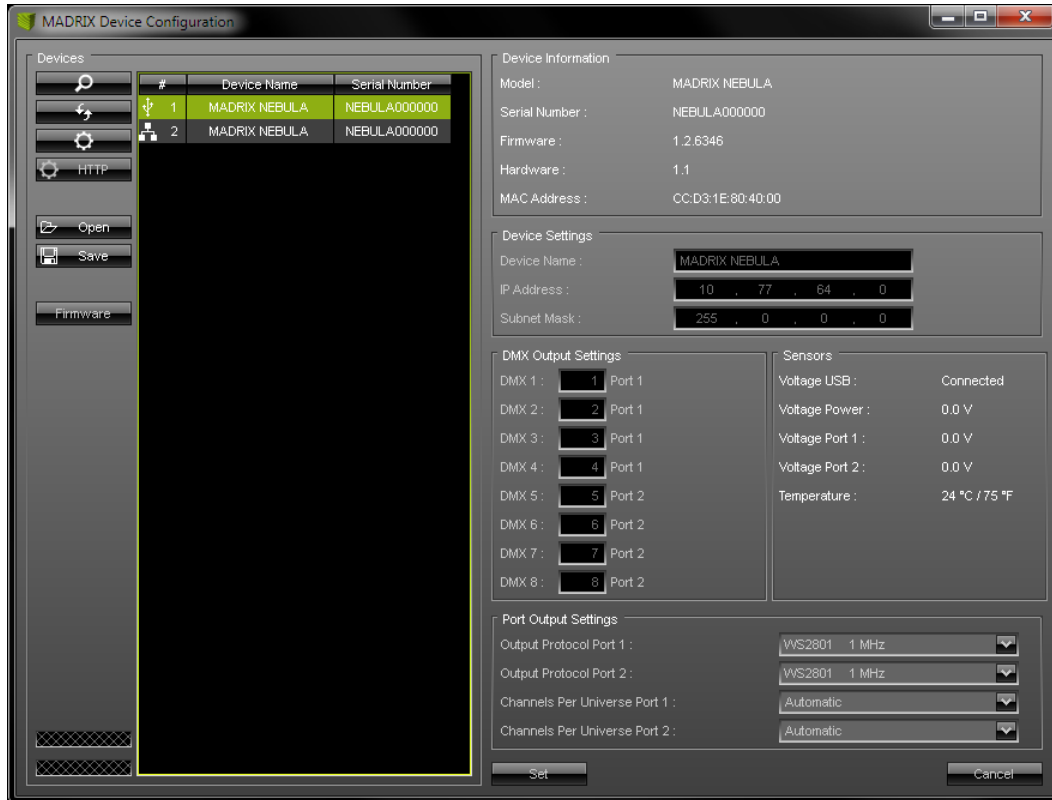 MADRIX Device Configuration
Devices
# Device Name Serial Number
1 MADRIX NEBULA NEBULA000000
2 MADRIX NEBULA NEBULA000000
HTTP
Open
Save
Firmware
Device Information
Model : MADRIX NEBULA
Serial Number : NEBULA000000
Firmware : 1.2.6346
Hardware : 1.1
MAC Address : CC:D3:1E:80:40:00
Device Settings
Device Name : MADRIX NEBULA
IP Address : 10 . 77 . 64 . 0
Subnet Mask : 255 . 0 . 0 . 0
DMX Output Settings
DMX 1 : 1 Port 1
DMX 2 : 2 Port 1
DMX 3 : 3 Port 1
DMX 4 : 4 Port 1
DMX 5 : 5 Port 2
DMX 6 : 6 Port 2
DMX 7 : 7 Port 2
DMX 8 : 8 Port 2
Sensors
Voltage USB : Connected
Voltage Power : 0.0 V
Voltage Port 1 : 0.0 V
Voltage Port 2 : 0.0 V
Temperature : 24 °C / 75 °F
Port Output Settings
Output Protocol Port 1 : WS2801 1 MHz
Output Protocol Port 2 : WS2801 1 MHz
Channels Per Universe Port 1 : Automatic
Channels Per Universe Port 2 : Automatic
Set
Cancel